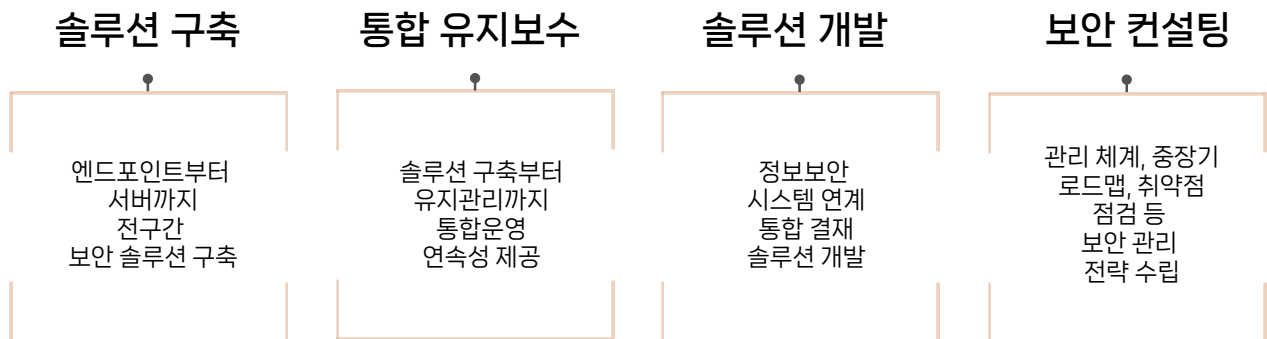 솔루션 구축
엔드포인트부터
서버까지
전구간
보안 솔루션 구축
통합 유지보수
솔루션 구축부터
유지관리까지
통합운영
연속성 제공
솔루션 개발
정보보안
시스템 연계
통합 결재
솔루션 개발
보안 컨설팅
관리 체계, 중장기
로드맵, 취약점
점검 등
보안 관리
전략 수립